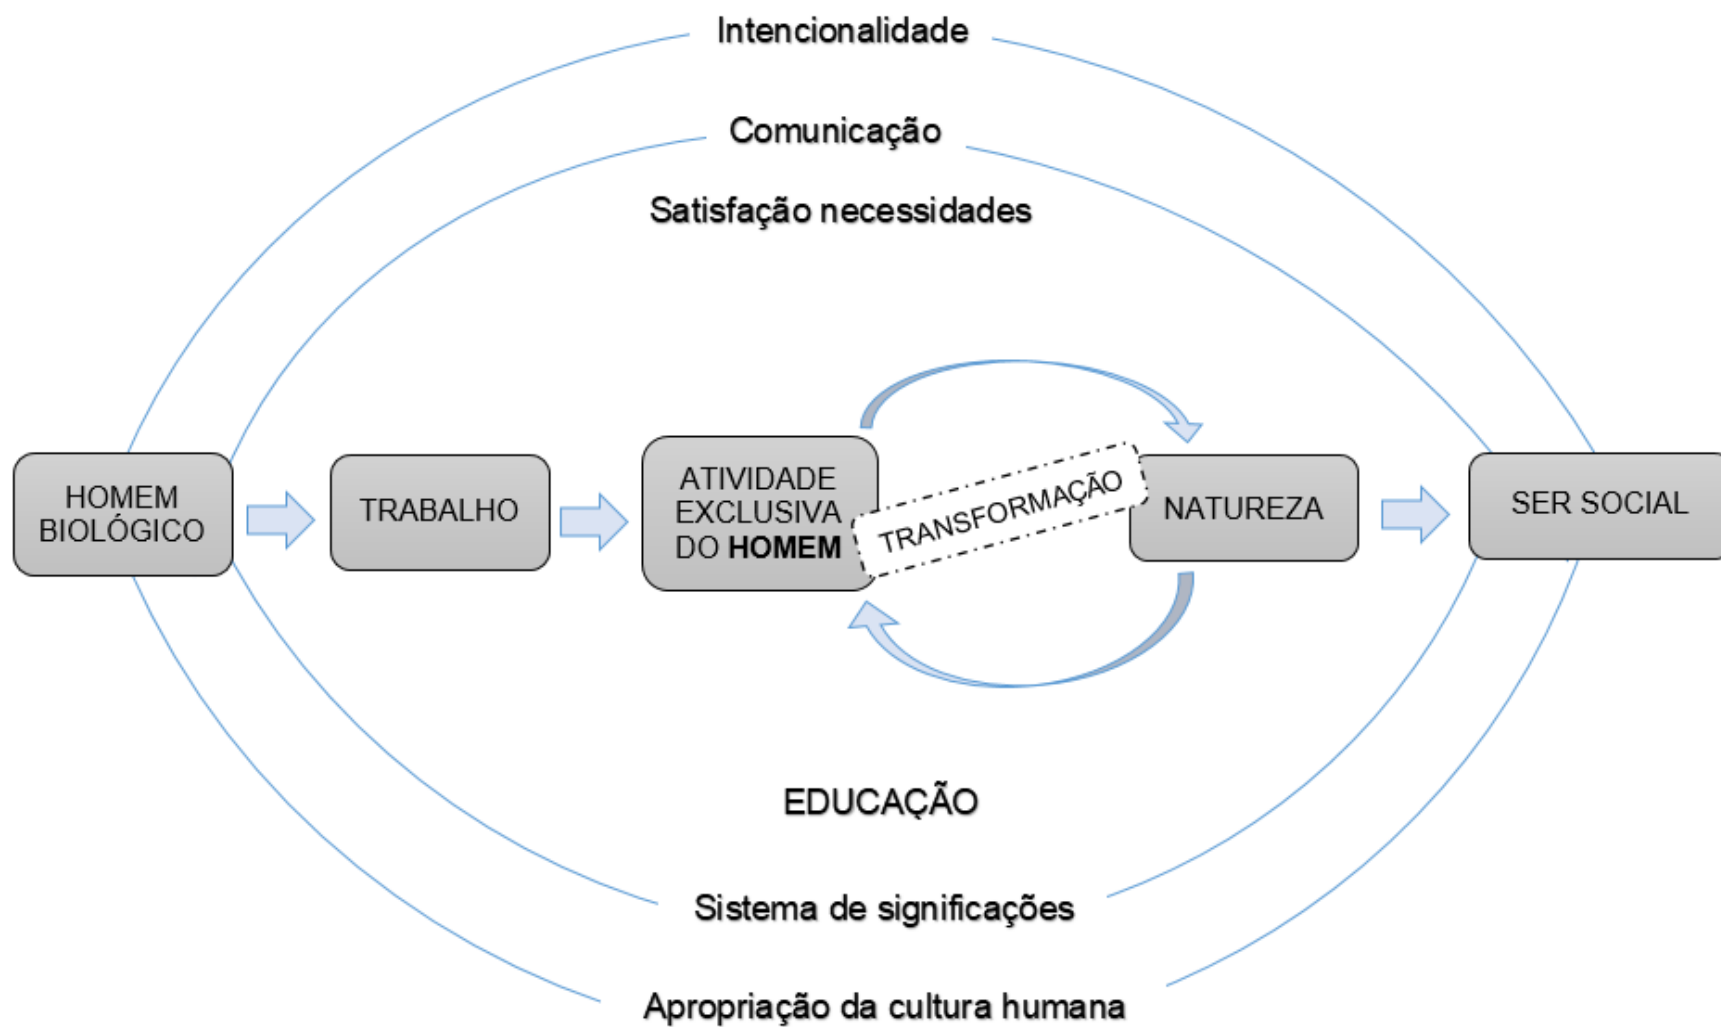 Intencionalidade
Comunicação
Satisfação necessidades
HOMEM
BIOLÓGICO
TRABALHO
ATIVIDADE
EXCLUSIVA
DO HOMEM
TRANSFORMAÇÃO
NATUREZA
SER SOCIAL
EDUCAÇÃO
Sistema de significações
Apropriação da cultura humana